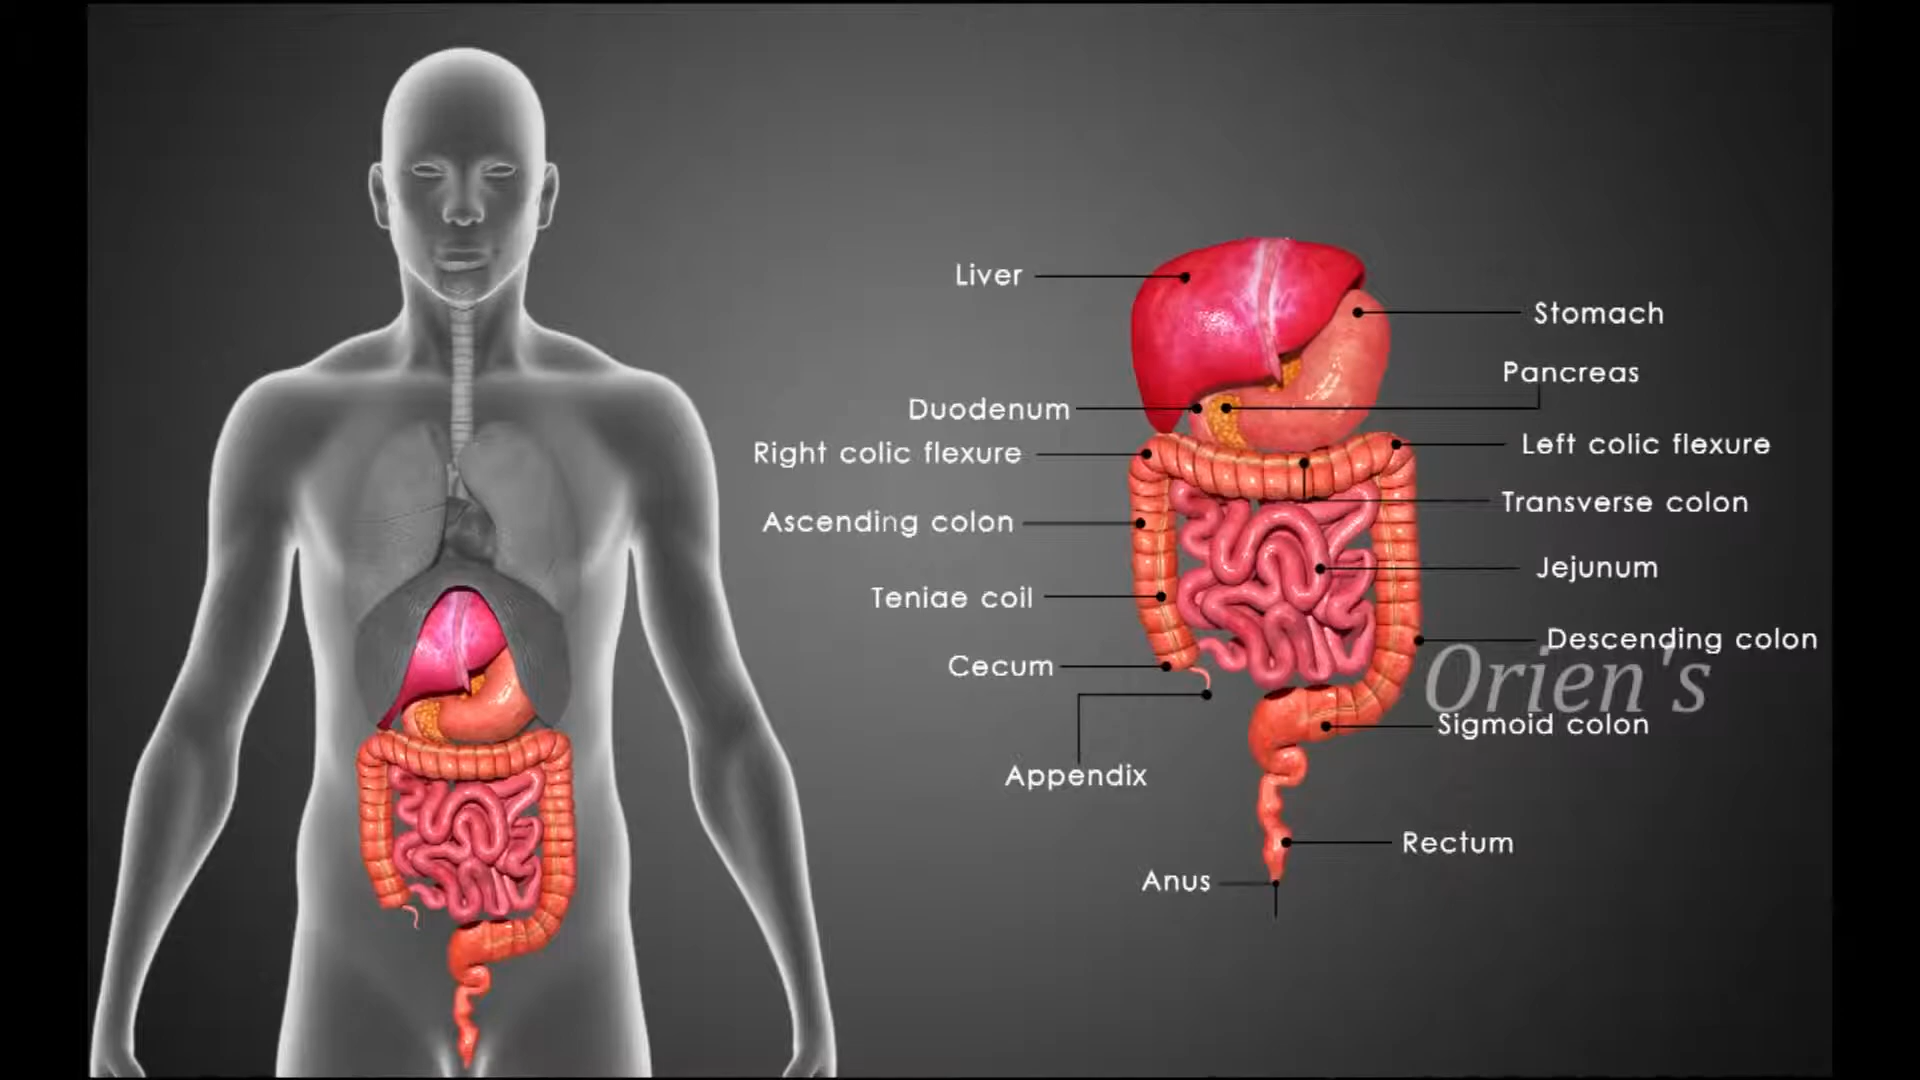 Liver
Stomach
Pancreas
Duodenum
Left colic flexure
Right colic flexure
Transverse colon
Ascending colon
Jejunum
Teniae coil
Descending colon
Orien's
Cecum
Sigmoid colon
Appendix
Rectum
Anus